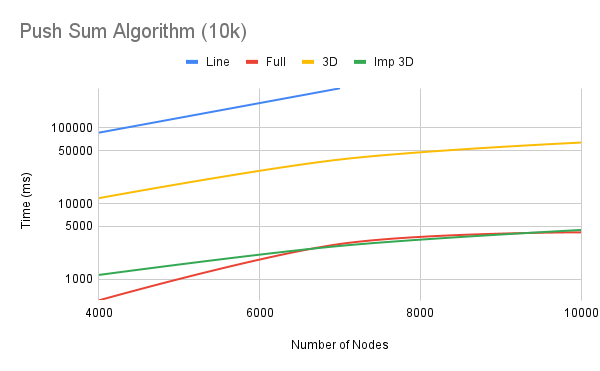 Push Sum Algorithm (10k)
Line Full 3D Imp 3D
100000
50000
10000
5000
1000
Time (ms)
4000 6000 8000 10000
Number of Nodes